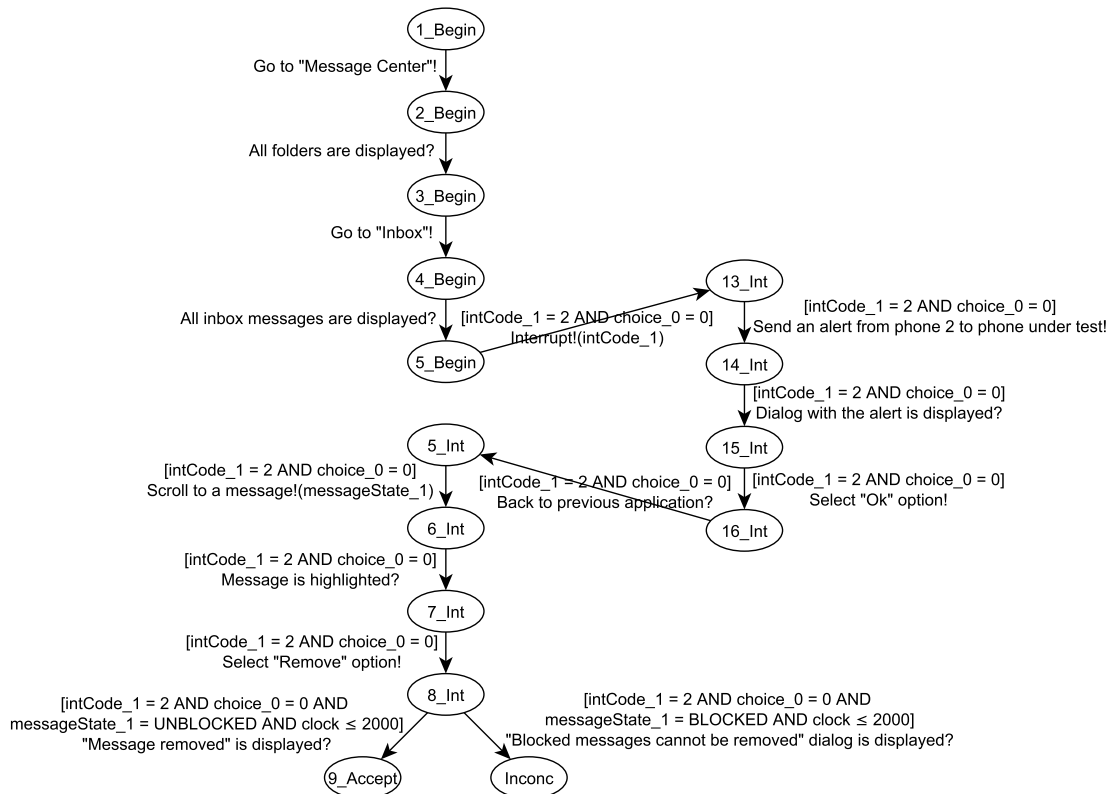 1_Begin
Go to "Message Center"!
2_Begin
All folders are displayed?
3_Begin
Go to "Inbox"!
4_Begin
All inbox messages are displayed?
5_Begin
[intCode_1 = 2 AND choice_0 = 0]
Interrupt!(intCode_1)
13_Int
[intCode_1 = 2 AND choice_0 = 0]
Send an alert from phone 2 to phone under test!
14_Int
[intCode_1 = 2 AND choice_0 = 0]
Dialog with the alert is displayed?
15_Int
[intCode_1 = 2 AND choice_0 = 0]
Select "Ok" option!
16_Int
[intCode_1 = 2 AND choice_0 = 0]
Back to previous application?
5_Int
[intCode_1 = 2 AND choice_0 = 0]
Scroll to a message!(messageState_1)
6_Int
[intCode_1 = 2 AND choice_0 = 0]
Message is highlighted?
7_Int
[intCode_1 = 2 AND choice_0 = 0]
Select "Remove" option!
8_Int
[intCode_1 = 2 AND choice_0 = 0 AND
messageState_1 = UNBLOCKED AND clock ≤ 2000]
"Message removed" is displayed?
9_Accept
[intCode_1 = 2 AND choice_0 = 0 AND
messageState_1 = BLOCKED AND clock ≤ 2000]
"Blocked messages cannot be removed" dialog is displayed?
Inconc